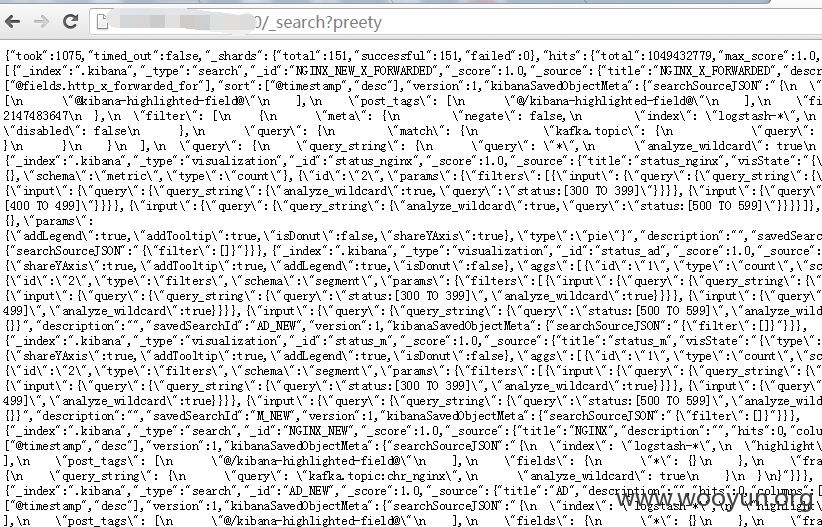 0/_search?preety
{"took":1075,"timed_out":false,"_shards":{"total":151,"successful":151,"failed":0},"hits":{"total":1049432779,"max_score":1.0,
[{"_index":".kibana","_type":"search","_id":"NGINX_NEW_X_FORWARDED","_score":1.0,"_source":{"title":"NGINX_X_FORWARDED","descr
["@fields.http_x_forwarded_for"],"sort":["@timestamp","desc"],"version":1,"kibanaSavedObjectMeta":{"searchSourceJSON":"{\n \"
[\n \"@kibana-highlighted-field@\"\n ],\n \"post_tags\": [\n \"@/kibana-highlighted-field@\"\n ],\n \"fi
2147483647\n },\n \"filter\": [\n {\n \"meta\": {\n \"negate\": false,\n \"index\": \"logstash-*\",\n
\"disabled\": false\n },\n \"query\": {\n \"match\": {\n \"kafka.topic\": {\n \"query\":
}\n }\n }\n ],\n \"query\": {\n \"query_string\": {\n \"query\": \"*\",\n \"analyze_wildcard\": true\n
{"_index":".kibana","_type":"visualization","_id":"status_nginx","_score":1.0,"_source":{"title":"status_nginx","visState":"{\
{},\"schema\":\"metric\",\"type\":\"count\"},{\"id\":\"2\",\"params\":{\"filters\":[{\"input\":{\"query\":{\"query_string\":{\
{\"input\":{\"query\":{\"query_string\":{\"analyze_wildcard\":true,\"query\":\"status:[300 TO 399]\"}}}},{\"input\":{\"query\"
[400 to 499]\"}}}},{\"input\":{\"query\":{\"query_string\":{\"analyze_wildcard\":true,\"query\":\"status:[500 TO 599]\"}}}}]},
{},\"params\":
{\"addLegend\":true,\"addTooltip\":true,\"isDonut\":false,\"shareYAxis\":true},\"type\":\"pie\"}","description":"","savedSearc
{"searchSourceJSON":"{\"filter\":[]}"}}},{"_index":".kibana","_type":"visualization","_id":"status_ad","_score":1.0,"_source":
{\"shareYAxis\":true,\"addTooltip\":true,\"addLegend\":true,\"isDonut\":false},\"aggs\":[{\"id\":\"1\",\"type\":\"count\",\"sc
{\"id\":\"2\",\"type\":\"filters\",\"schema\":\"segment\",\"params\":{\"filters\":[{\"input\":{\"query\":{\"query_string\":{\"
{\"input\":{\"query\":{\"query_string\":{\"query\":\"status:[300 TO 399]\",\"analyze_wildcard\":true}}}},{\"input\":{\"query\"
499]\",\"analyze_wildcard\":true}}}},{\"input\":{\"query\":{\"query_string\":{\"query\":\"status:[500 TO 599]\",\"analyze_wild
{}}","description":"","savedSearchId":"AD_NEW","version":1,"kibanaSavedObjectMeta":{"searchSourceJSON":"{\"filter\":[]}"}}},
{"_index":".kibana","_type":"visualization","_id":"status_m","_score":1.0,"_source":{"title":"status_m","visState":"{\"type\":
{\"shareYAxis\":true,\"addTooltip\":true,\"addLegend\":true,\"isDonut\":false},\"aggs\":[{\"id\":\"1\",\"type\":\"count\",\"sc
{\"id\":\"2\",\"type\":\"filters\",\"schema\":\"segment\",\"params\":{\"filters\":[{\"input\":{\"query\":{\"query_string\":{\"
{\"input\":{\"query\":{\"query_string\":{\"query\":\"status:[300 TO 399]\",\"analyze_wildcard\":true}}}},{\"input\":{\"query\"
499]\",\"analyze_wildcard\":true}}}},{\"input\":{\"query\":{\"query_string\":{\"query\":\"status:[500 TO 599]\",\"analyze_wild
{}}","description":"","savedSearchId":"M_NEW","version":1,"kibanaSavedObjectMeta":{"searchSourceJSON":"{\"filter\":[]}"}}},
{"_index":".kibana","_type":"search","_id":"NGINX_NEW","_score":1.0,"_source":{"title":"NGINX","description":"","hits":0,"colum
["@timestamp","desc"],"version":1,"kibanaSavedObjectMeta":{"searchSourceJSON":"{\n \"index\": \"logstash-*\",\n \"highlight\
],\n \"post_tags\": [\n \"@/kibana-highlighted-field@\"\n ],\n \"fields\": {\n \"*\": {}\n },\n \"fra
{\n \"query_string\": {\n \"query\": \"kafka.topic:chr_nginx\",\n \"analyze_wildcard\": true\n }\n }\n}"}}},
{"_index":".kibana","_type":"search","_id":"AD_NEW","_score":1.0,"_source":{"title":"AD","description":"","hits":0,"columns":[
["@timestamp","desc"],"version":1,"kibanaSavedObjectMeta":{"searchSourceJSON":"{\n \"index\": \"logstash-*\",\n \"highlight\
],\n \"post_tags\": [\n \"@/kibana-highlighted-field@\"\n ],\n \"fields\": {\n \"*\": {}\n },\n \"fra
www.wooyun.org